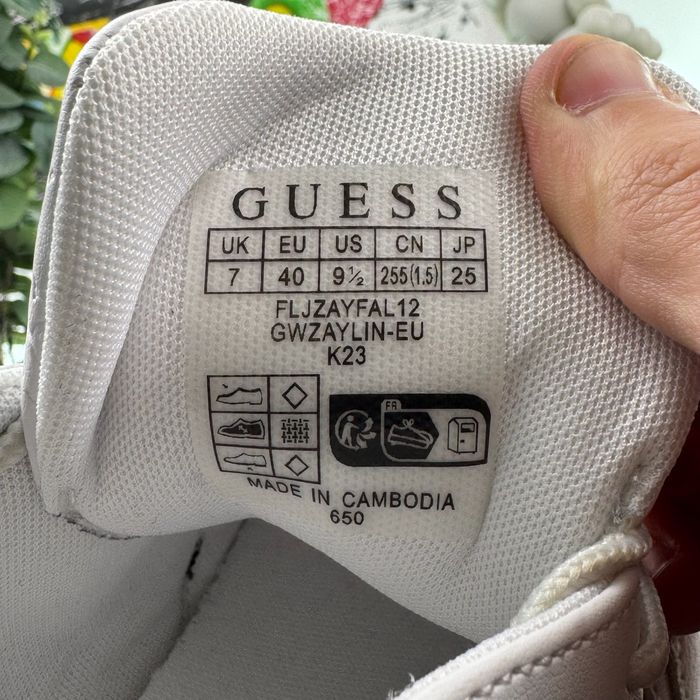 GUESS
UK EU US CN JP
7 40 9½ 255(1.5) 25
FLJZAYFAL12
GWZAYLIN-EU
K23
FR
MADE IN CAMBODIA
650